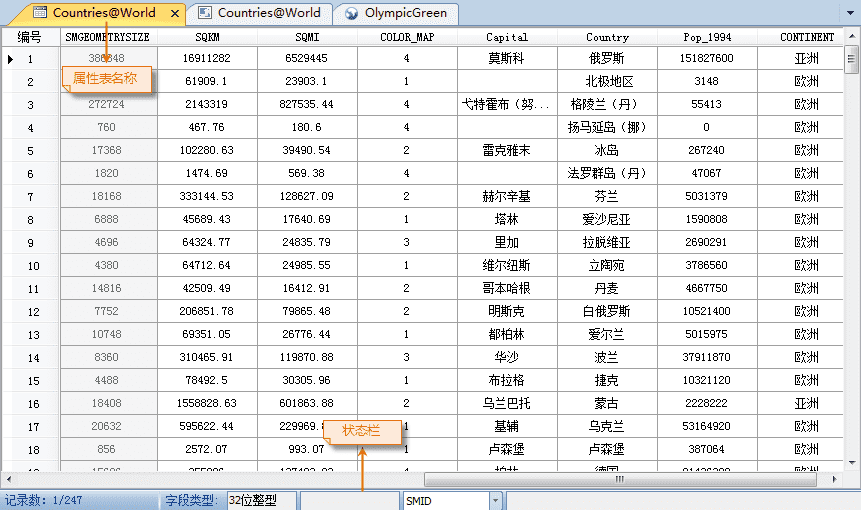 Countries@World × Countries@World OlympicGreen
编号 SMGEOMETRYSIZE SQKM SQMI COLOR_MAP Capital Country Pop_1994 CONTINENT
1 16911282 6529445 4 莫斯科 俄罗斯 151827600 亚洲
属性表名称
2 61909.1 23903.1 1 北极地区 3148 欧洲
3 272724 2143319 827535.44 4 弋特霍布（努... 格陵兰（丹） 55413 欧洲
4 760 467.76 180.6 4 扬马延岛（挪） 0 欧洲
5 17368 102280.63 39490.54 2 雷克雅未 冰岛 267240 欧洲
6 1820 1474.69 569.38 4 法罗群岛（丹） 47067 欧洲
7 18168 333144.53 128627.09 2 赫尔辛基 芬兰 5031379 欧洲
8 6888 45689.43 17640.69 1 塔林 爱沙尼亚 1590808 欧洲
9 4696 64324.77 24835.79 3 里加 拉脱维亚 2690291 欧洲
10 4380 64712.64 24985.55 1 维尔纽斯 立陶宛 3786560 欧洲
11 14816 42509.49 16412.91 2 哥本哈根 丹麦 4667750 欧洲
12 7752 206851.78 79865.48 2 明斯克 白俄罗斯 10521400 欧洲
13 10748 69351.05 26776.44 1 都柏林 爱尔兰 5015975 欧洲
14 8360 310465.91 119870.88 3 华沙 波兰 37911870 欧洲
15 4488 78492.5 30305.96 1 布拉格 捷克 10321120 欧洲
16 18408 1558828.63 601863.88 2 乌兰巴托 蒙古 2228222 亚洲
17 20632 595622.44 229969. 1 基辅 乌克兰 53164920 欧洲
状态栏
18 856 2572.07 993.07 1 卢森堡 卢森堡 387064 欧洲
记录数：1/247 字段类型： 32位整型 SMID